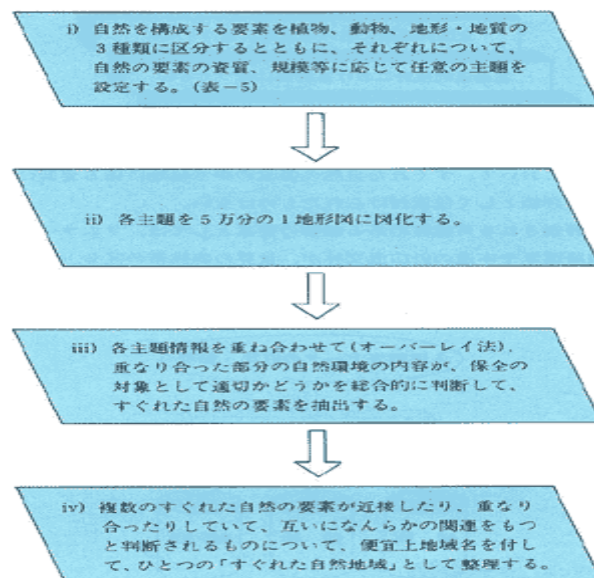 i) 自然を構成する要素を植物、動物、地形・地質の
3種類に区分するとともに、それぞれについて、
自然の要素の資質、規模等に応じて任意の主題を
設定する。(表−5)
ii) 各主題を5万分の1地形図に図化する。
iii) 各主題情報を重ね合わせて(オーバーレイ法)、
重なり合った部分の自然環境の内容が、保全の
対象として適切かどうかを総合的に判断して、
すぐれた自然の要素を抽出する。
iv) 複数のすぐれた自然の要素が近接したり、重なり
合ったりしていて、互いになんらかの関連をもつ
と判断されるものについて、便宜上地域名を付し
て、ひとつの「すぐれた自然地域」として整理する。